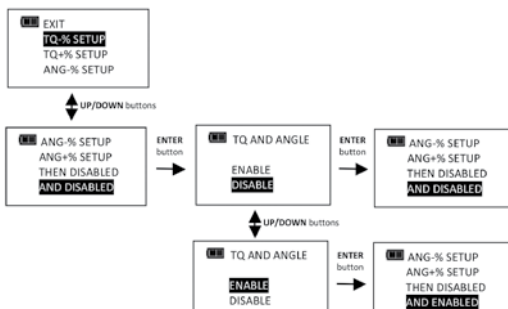 EXIT
TQ-% SETUP
TQ+% SETUP
ANG-% SETUP
UP/DOWN buttons
ANG-% SETUP
ANG+% SETUP
THEN DISABLED
AND DISABLED
ENTER
button
TQ AND ANGLE
ENABLE
DISABLE
ENTER
button
ANG-% SETUP
ANG+% SETUP
THEN DISABLED
AND DISABLED
UP/DOWN buttons
TQ AND ANGLE
ENABLE
DISABLE
ENTER
button
ANG-% SETUP
ANG+% SETUP
THEN DISABLED
AND ENABLED